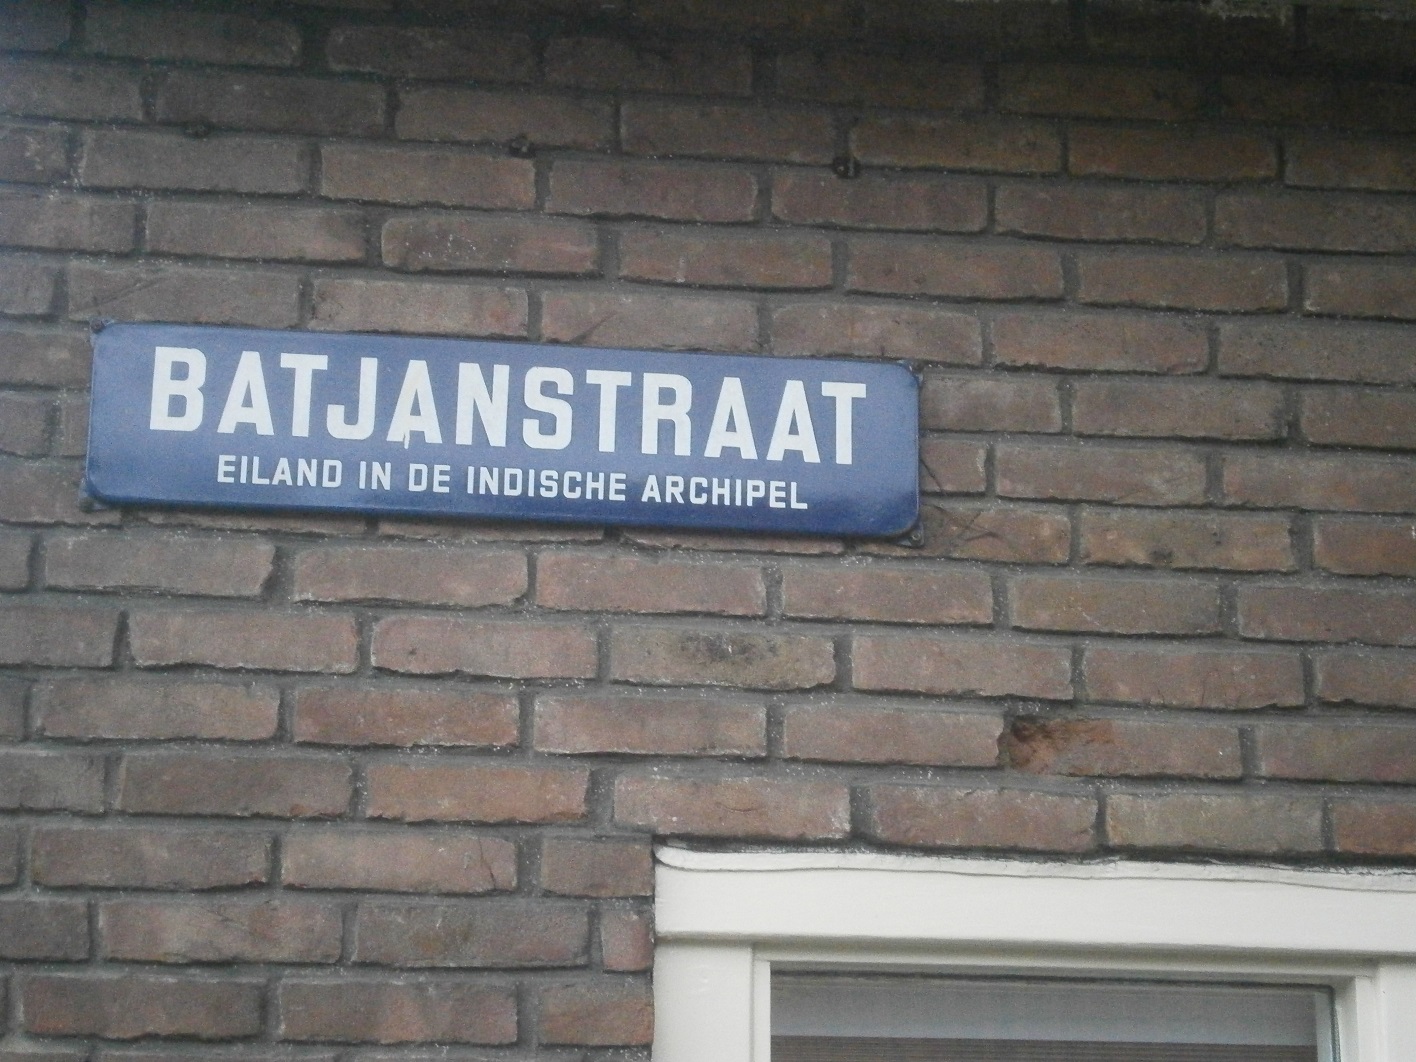 BATJANSTRAAT
EILAND IN DE INDISCHE ARCHIPEL